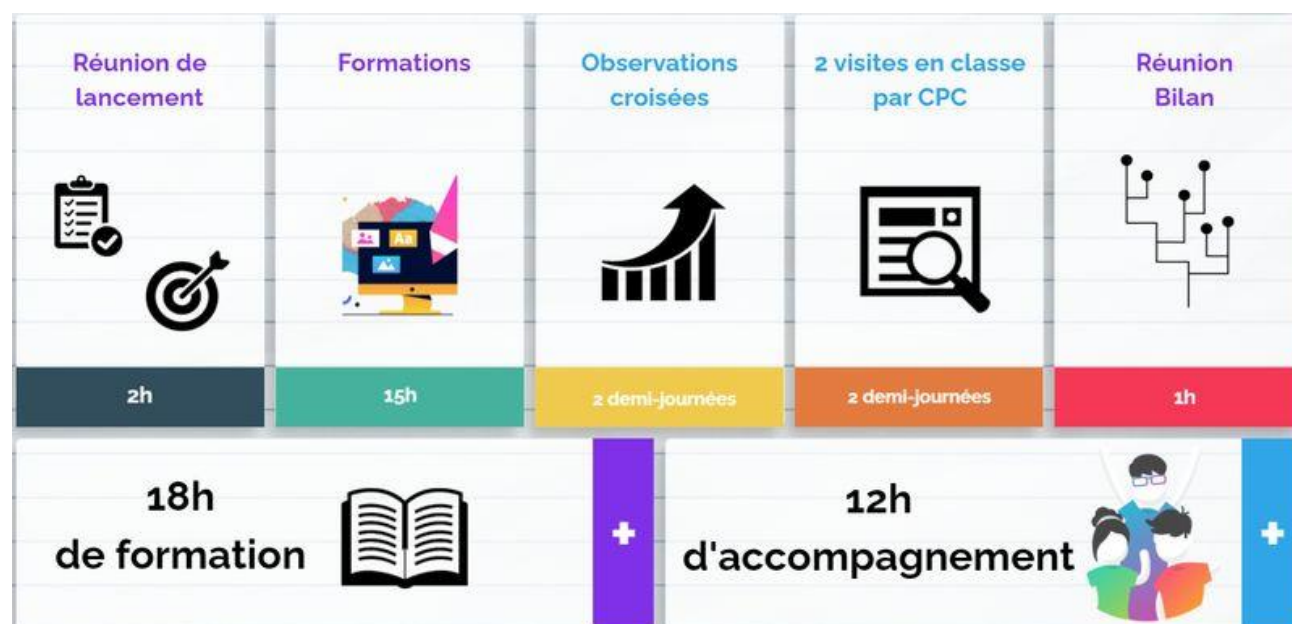 Réunion de
lancement
Formations
Observations
croisées
2 visites en classe
par CPC
Réunion
Bilan
Aa
2h
15h
2 demi-journées
2 demi-journées
1h
18h
de formation
+
12h
d'accompagnement
+